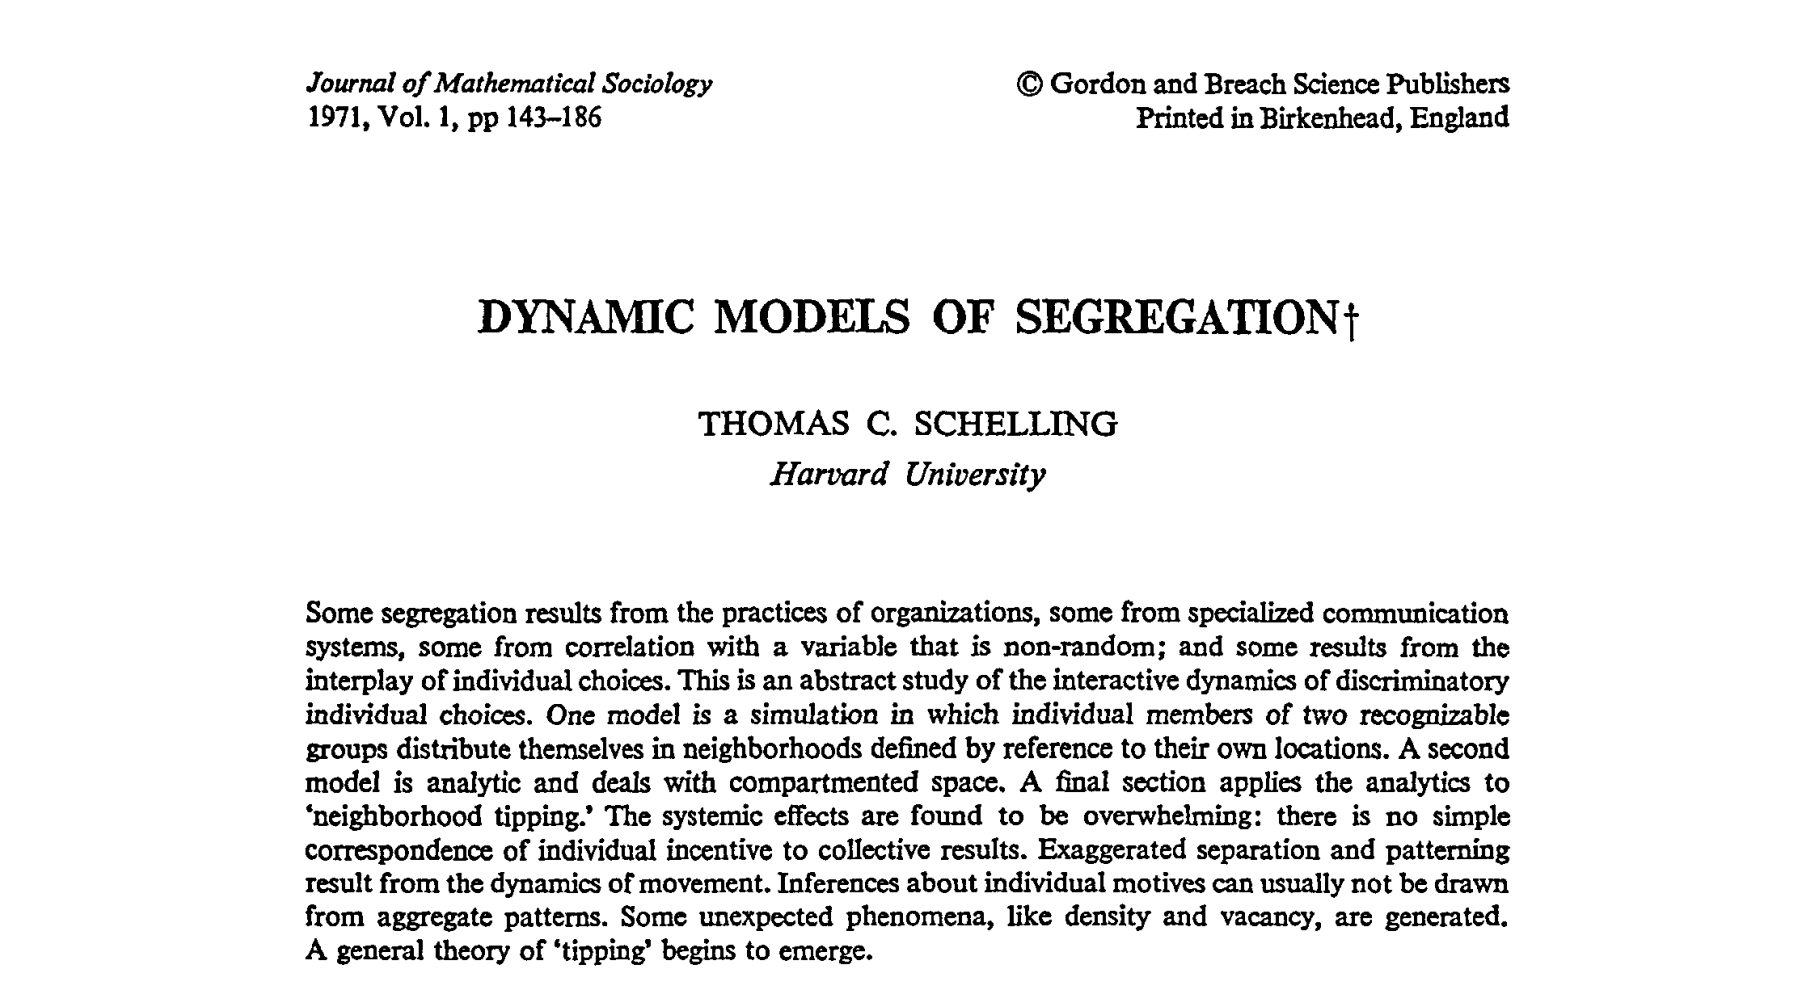 Journal of Mathematical Sociology
1971, Vol. 1, pp 143–186
© Gordon and Breach Science Publishers
Printed in Birkenhead, England
DYNAMIC MODELS OF SEGREGATION†
THOMAS C. SCHELLING
Harvard University
Some segregation results from the practices of organizations, some from specialized communication
systems, some from correlation with a variable that is non-random; and some results from the
interplay of individual choices. This is an abstract study of the interactive dynamics of discriminatory
individual choices. One model is a simulation in which individual members of two recognizable
groups distribute themselves in neighborhoods defined by reference to their own locations. A second
model is analytic and deals with compartmented space. A final section applies the analytics to
‘neighborhood tipping.’ The systemic effects are found to be overwhelming: there is no simple
correspondence of individual incentive to collective results. Exaggerated separation and patterning
result from the dynamics of movement. Inferences about individual motives can usually not be drawn
from aggregate patterns. Some unexpected phenomena, like density and vacancy, are generated.
A general theory of ‘tipping’ begins to emerge.